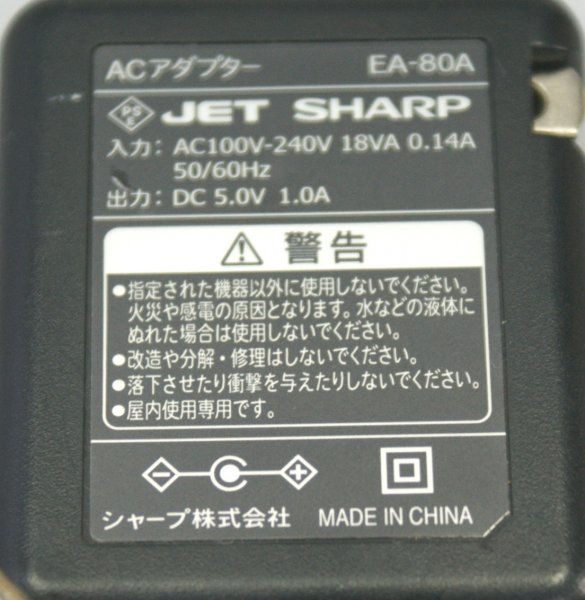 ACアダプター EA-80A
PS E JET SHARP
入力: AC100V-240V 18VA 0.14A
50/60Hz
出力: DC 5.0V 1.0A
警告
●指定された機器以外に使用しないでください。
火災や感電の原因となります。水などの液体に
ぬれた場合は使用しないでください。
●改造や分解・修理はしないでください。
●落下させたり衝撃を与えたりしないでください。
●屋内使用専用です。
シャープ株式会社 MADE IN CHINA